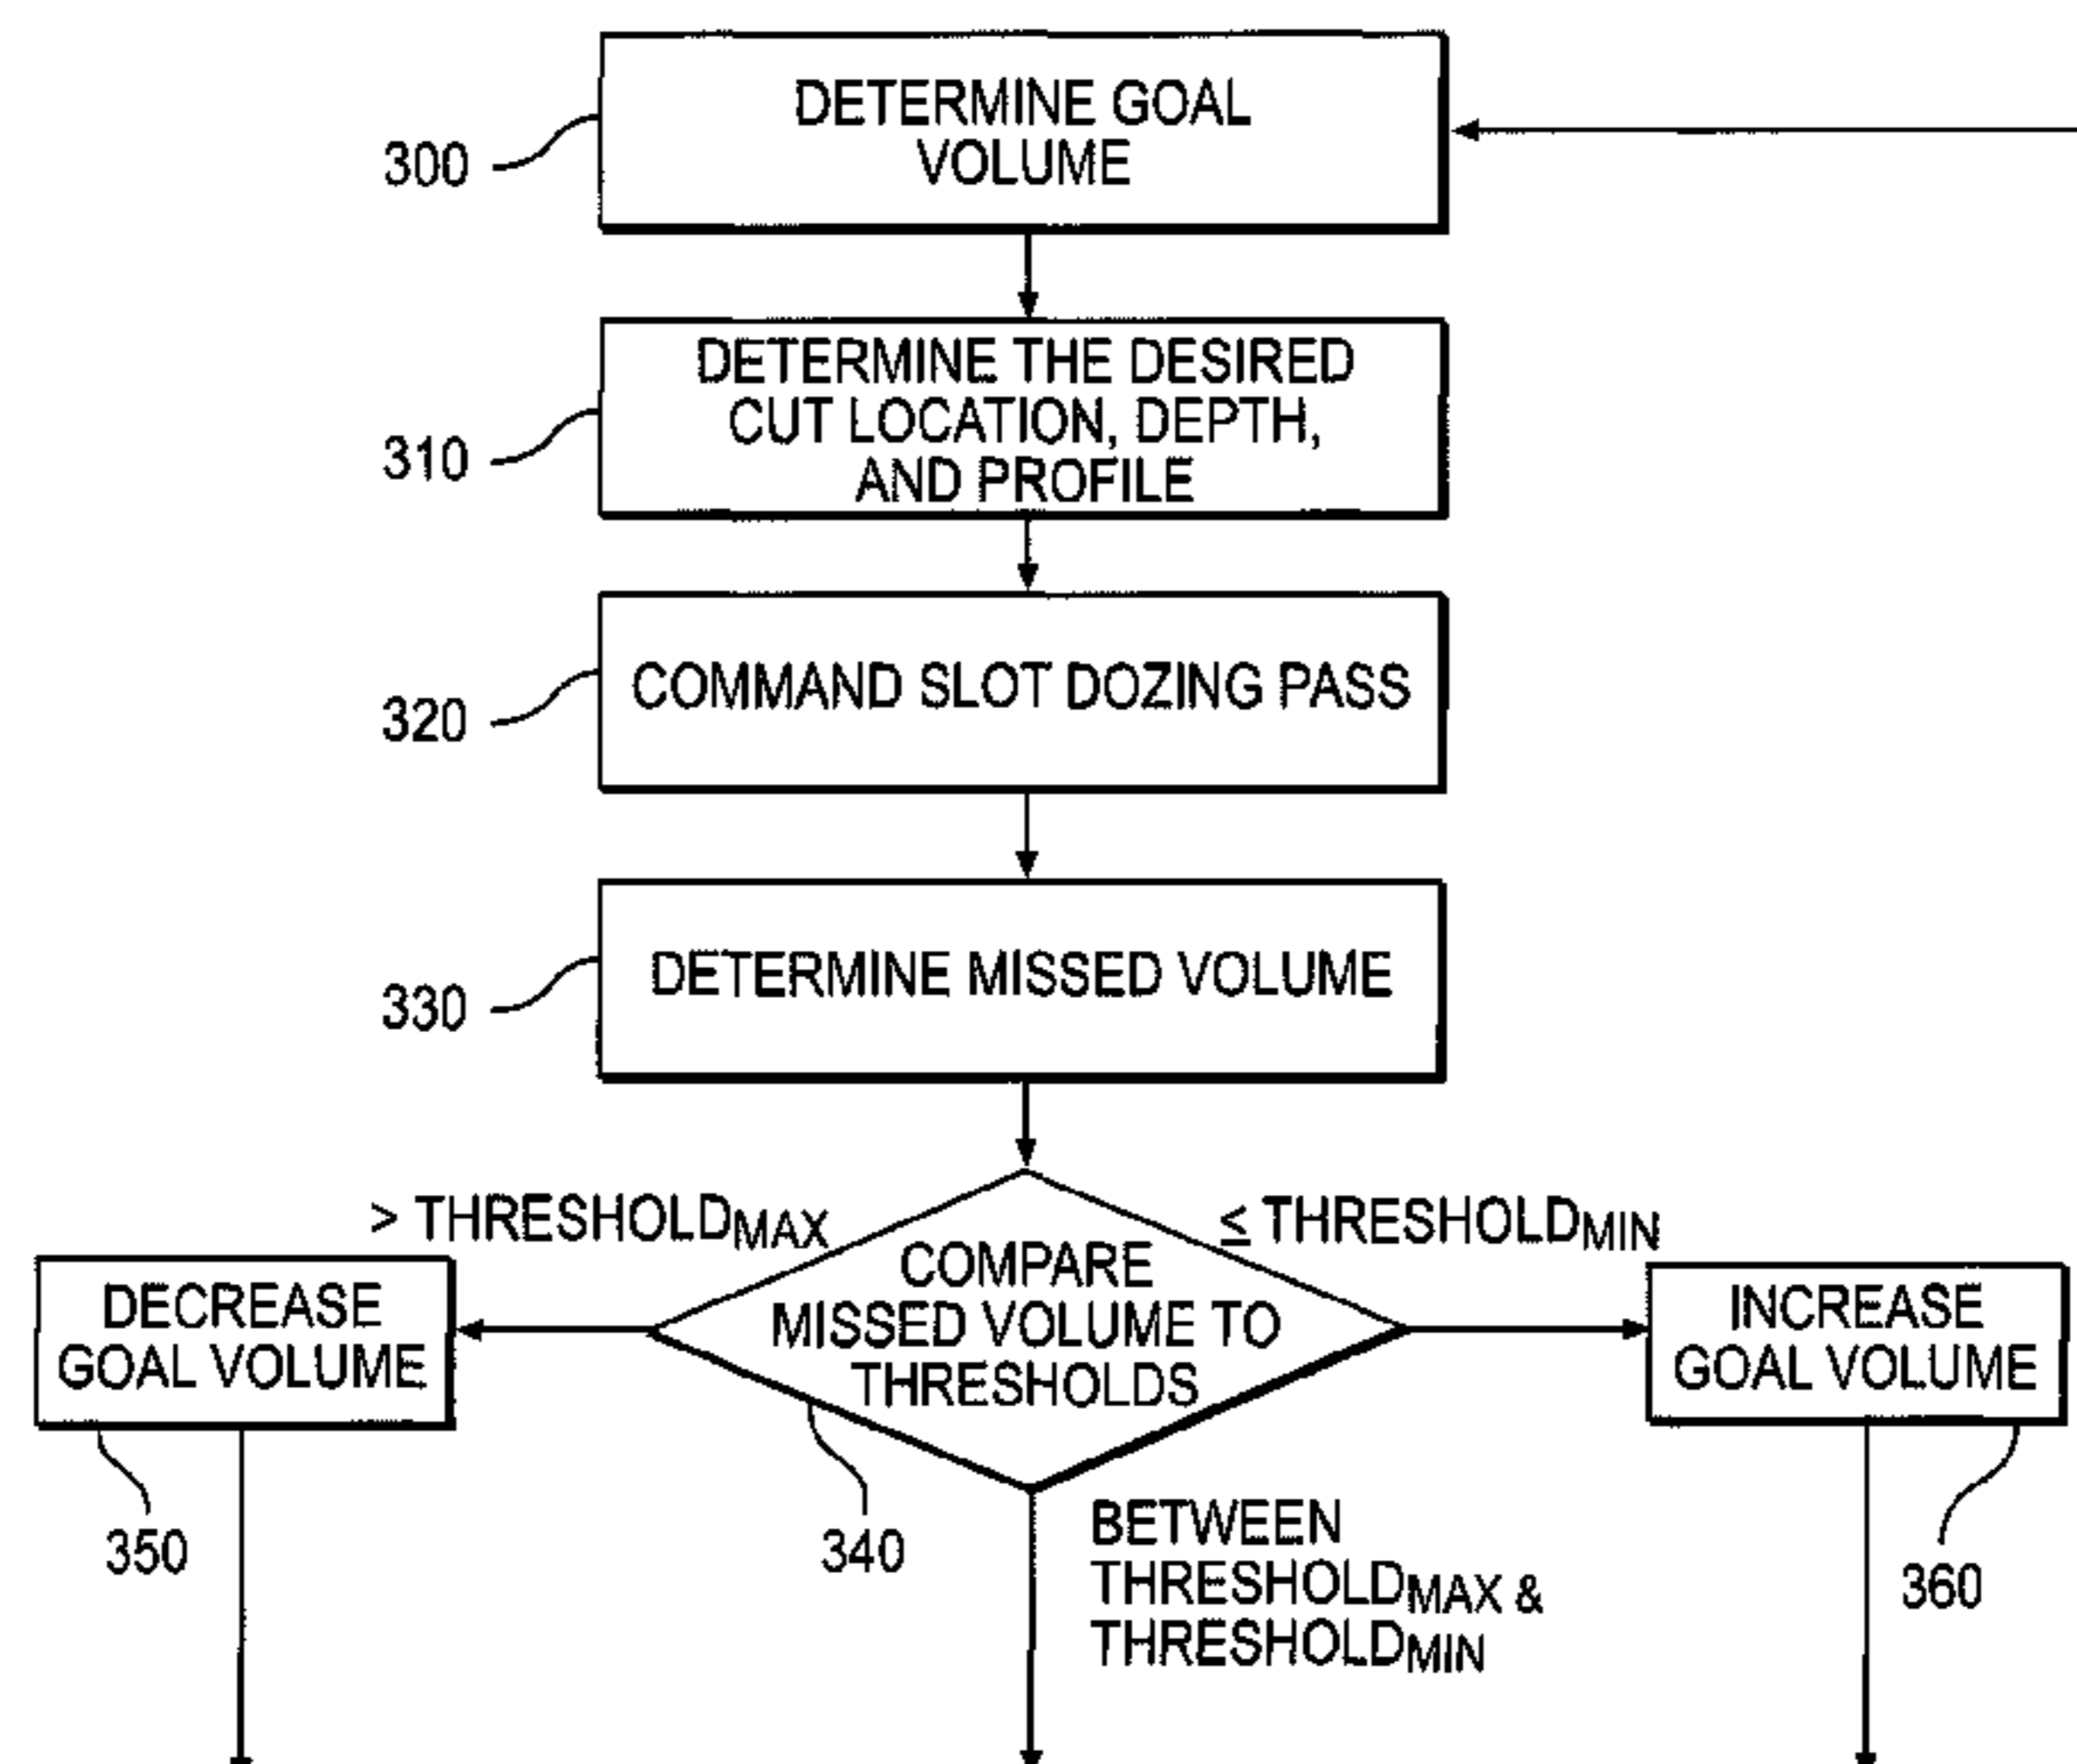 DETERMINE GOAL
VOLUME
300
DETERMINE THE DESIRED
CUT LOCATION, DEPTH,
AND PROFILE
310
COMMAND SLOT DOZING PASS
320
DETERMINE MISSED VOLUME
330
> THRESHOLDMAX
≤ THRESHOLDMIN
COMPARE
MISSED VOLUME TO
THRESHOLDS
DECREASE
GOAL VOLUME
INCREASE
GOAL VOLUME
350
340
360
BETWEEN
THRESHOLDMAX &
THRESHOLDMIN